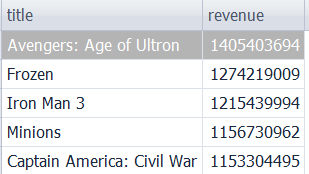 title revenue
Avengers: Age of Ultron 1405403694
Frozen 1274219009
Iron Man 3 1215439994
Minions 1156730962
Captain America: Civil War 1153304495